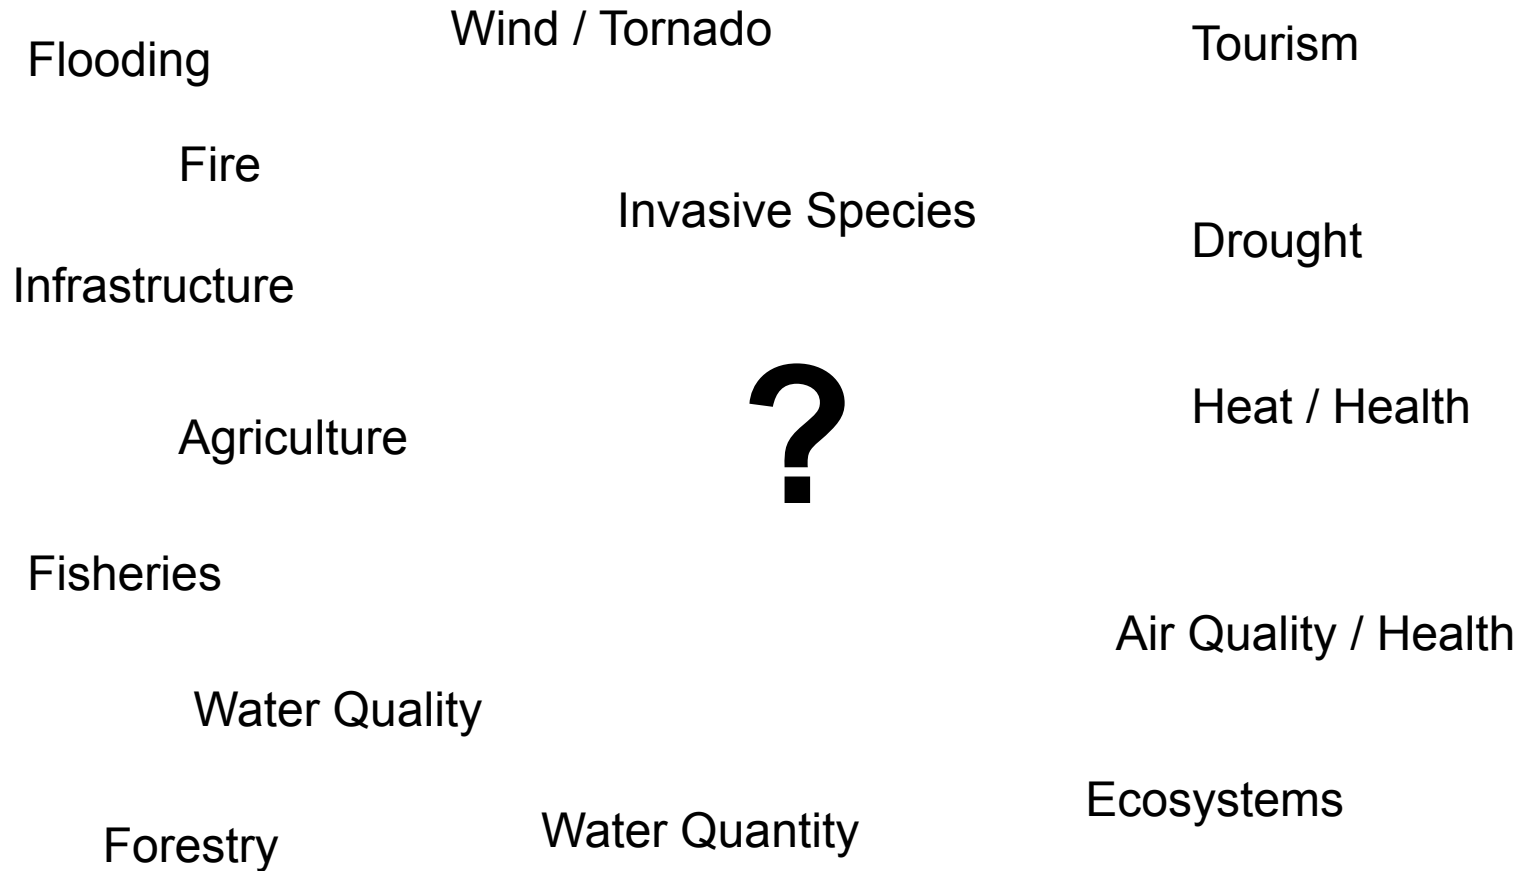 Wind / Tornado
Flooding
Tourism
Fire
Invasive Species
Drought
Infrastructure
?
Heat / Health
Agriculture
Fisheries
Air Quality / Health
Water Quality
Ecosystems
Water Quantity
Forestry